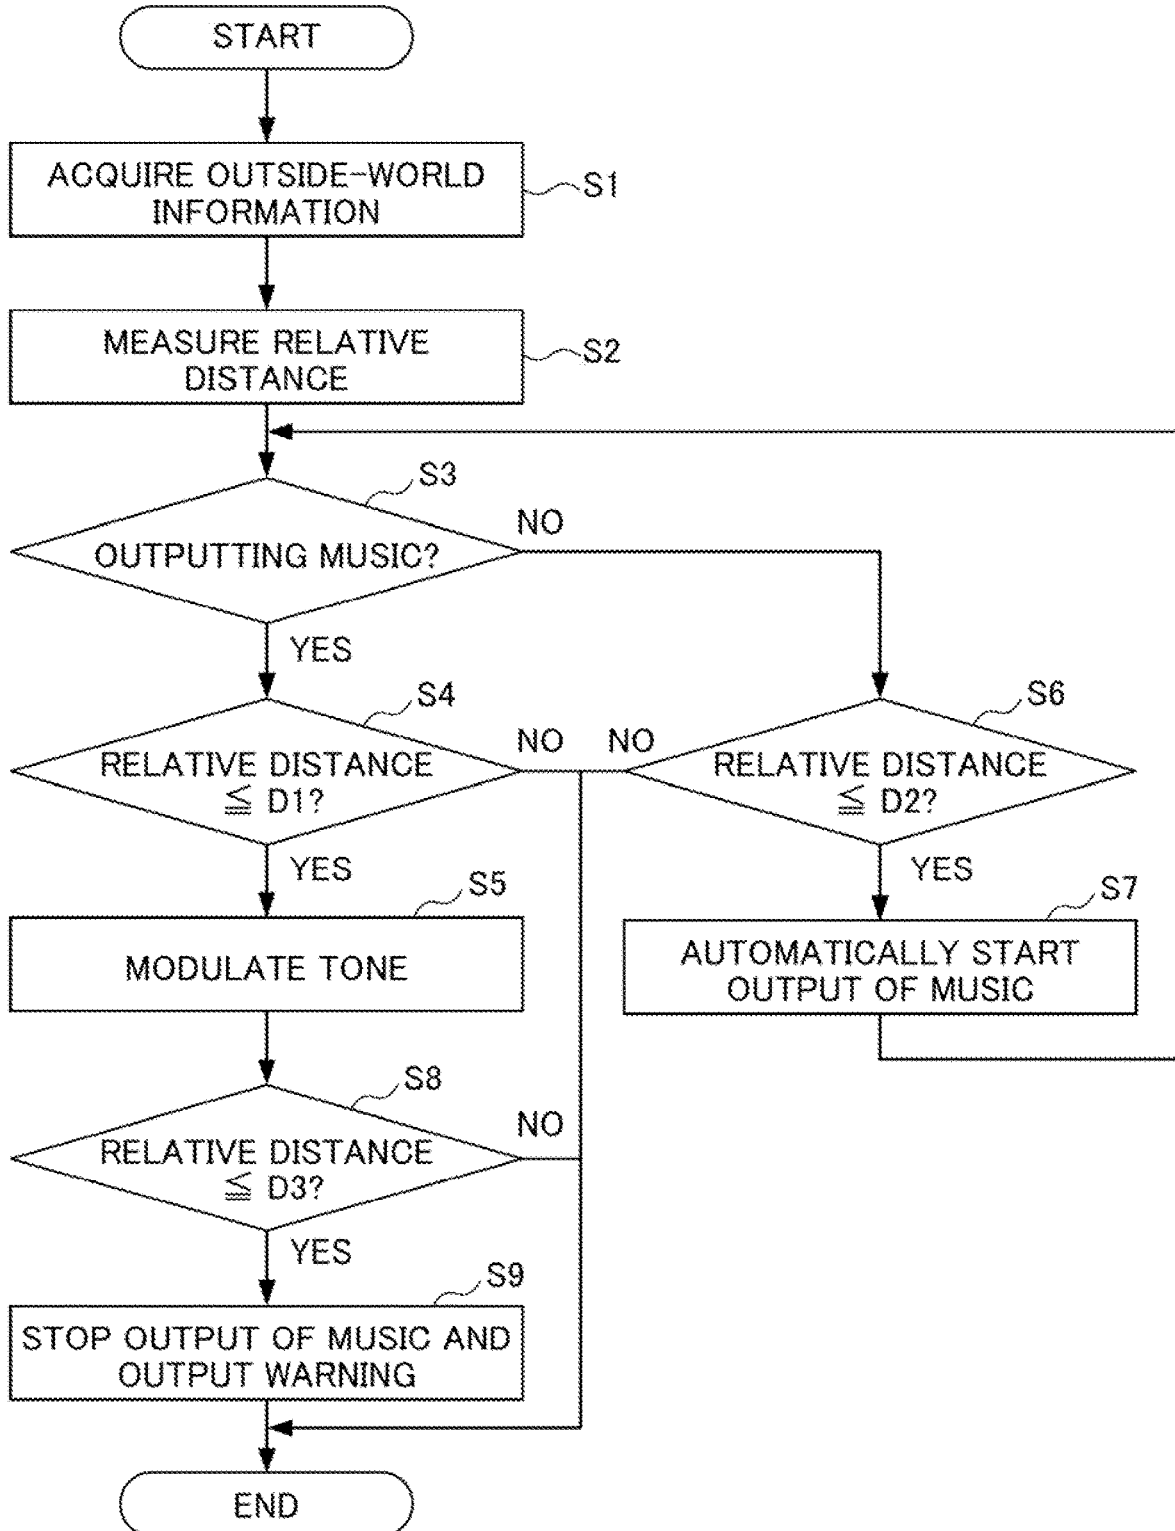 START
ACQUIRE OUTSIDE-WORLD
INFORMATION
S1
MEASURE RELATIVE
DISTANCE
S2
S3
OUTPUTTING MUSIC?
NO
YES
S4
RELATIVE DISTANCE
≦ D1?
NO
YES
S6
NO
RELATIVE DISTANCE
≦ D2?
YES
S5
MODULATE TONE
S7
AUTOMATICALLY START
OUTPUT OF MUSIC
S8
RELATIVE DISTANCE
≦ D3?
NO
YES
S9
STOP OUTPUT OF MUSIC AND
OUTPUT WARNING
END